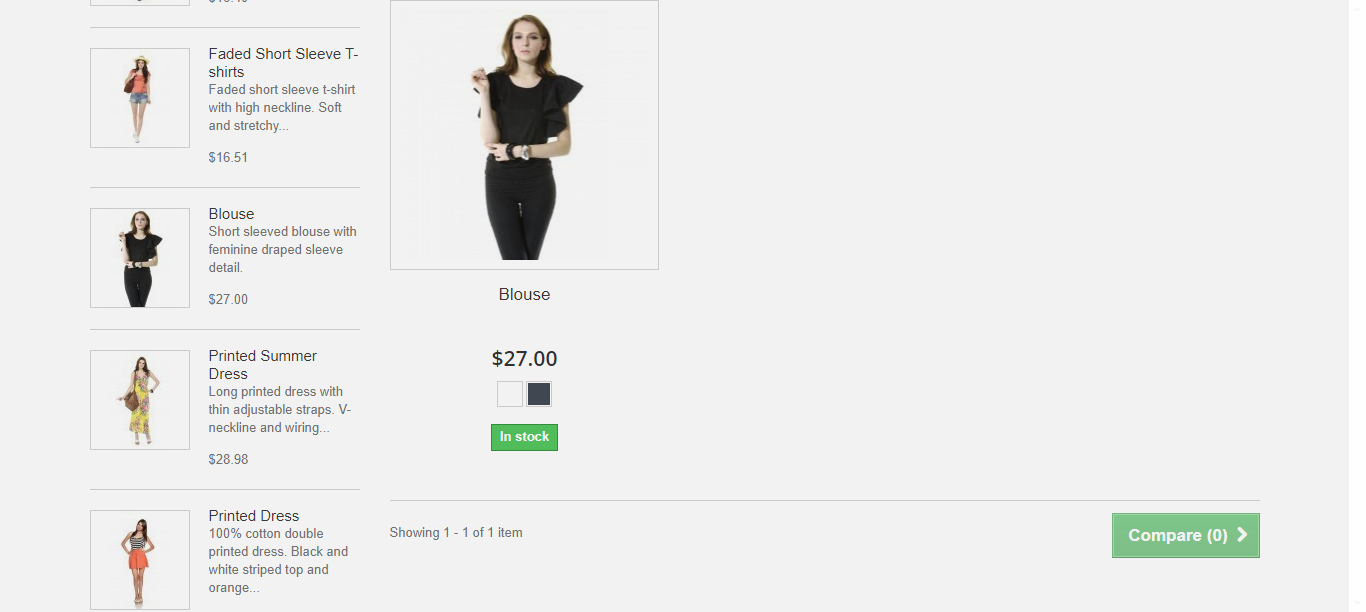 Faded Short Sleeve T-
shirts
Faded short sleeve t-shirt
with high neckline. Soft
and stretchy...
$16.51
Blouse
Short sleeved blouse with
feminine draped sleeve
detail.
$27.00
Printed Summer
Dress
Long printed dress with
thin adjustable straps. V-
neckline and wiring...
$28.98
Printed Dress
100% cotton double
printed dress. Black and
white striped top and
orange...
Blouse
$27.00
In stock
Showing 1 - 1 of 1 item
Compare (0)